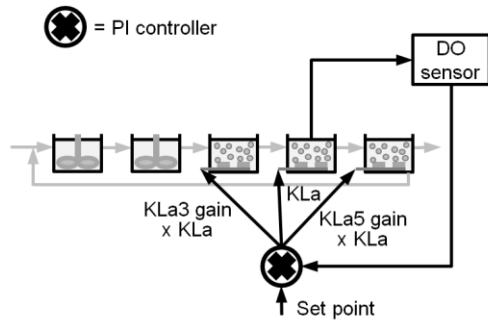 = PI controller
DO
sensor
KLa3 gain
x KLa
KLa
KLa5 gain
x KLa
Set point